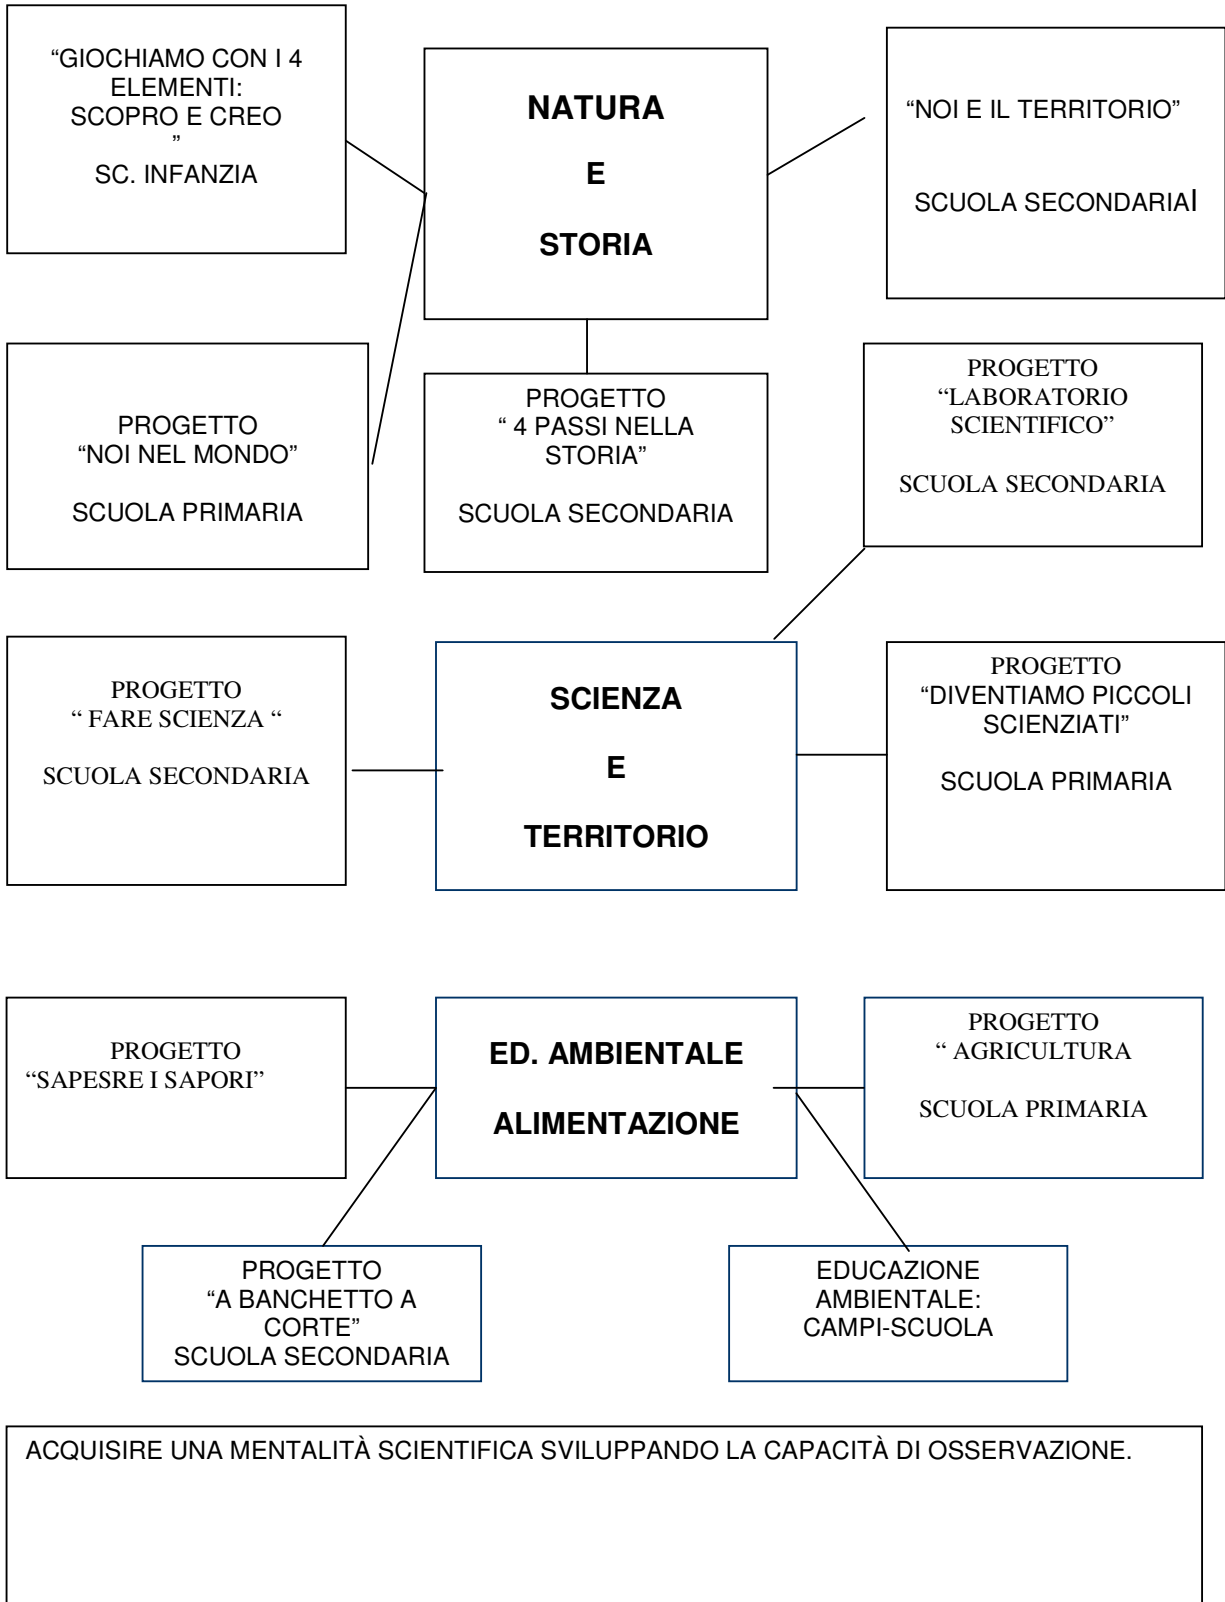 “GIOCHIAMO CON I 4
ELEMENTI:
SCOPRO E CREO
”
SC. INFANZIA
NATURA
E
STORIA
“NOI E IL TERRITORIO”
SCUOLA SECONDARIAI
PROGETTO
“NOI NEL MONDO”
SCUOLA PRIMARIA
PROGETTO
“ 4 PASSI NELLA
STORIA”
SCUOLA SECONDARIA
PROGETTO
“LABORATORIO
SCIENTIFICO”
SCUOLA SECONDARIA
PROGETTO
“ FARE SCIENZA “
SCUOLA SECONDARIA
SCIENZA
E
TERRITORIO
PROGETTO
“DIVENTIAMO PICCOLI
SCIENZIATI”
SCUOLA PRIMARIA
PROGETTO
“SAPESRE I SAPORI”
ED. AMBIENTALE
ALIMENTAZIONE
PROGETTO
“ AGRICULTURA
SCUOLA PRIMARIA
PROGETTO
“A BANCHETTO A
CORTE”
SCUOLA SECONDARIA
EDUCAZIONE
AMBIENTALE:
CAMPI-SCUOLA
ACQUISIRE UNA MENTALITÀ SCIENTIFICA SVILUPPANDO LA CAPACITÀ DI OSSERVAZIONE.